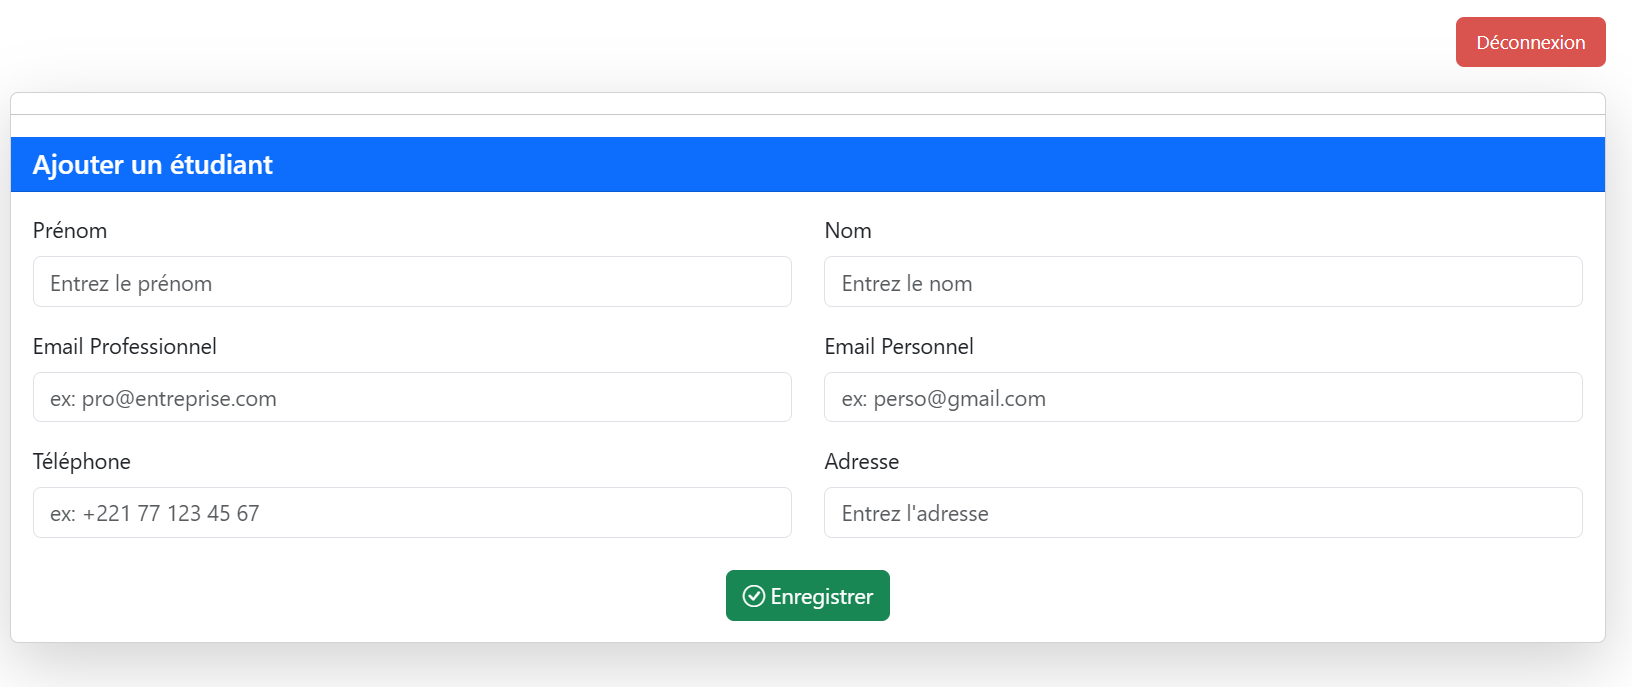 Déconnexion
Ajouter un étudiant
Prénom
Nom
Entrez le prénom
Entrez le nom
Email Professionnel
Email Personnel
ex: pro@entreprise.com
ex: perso@gmail.com
Téléphone
Adresse
ex: +221 77 123 45 67
Entrez l'adresse
Enregistrer